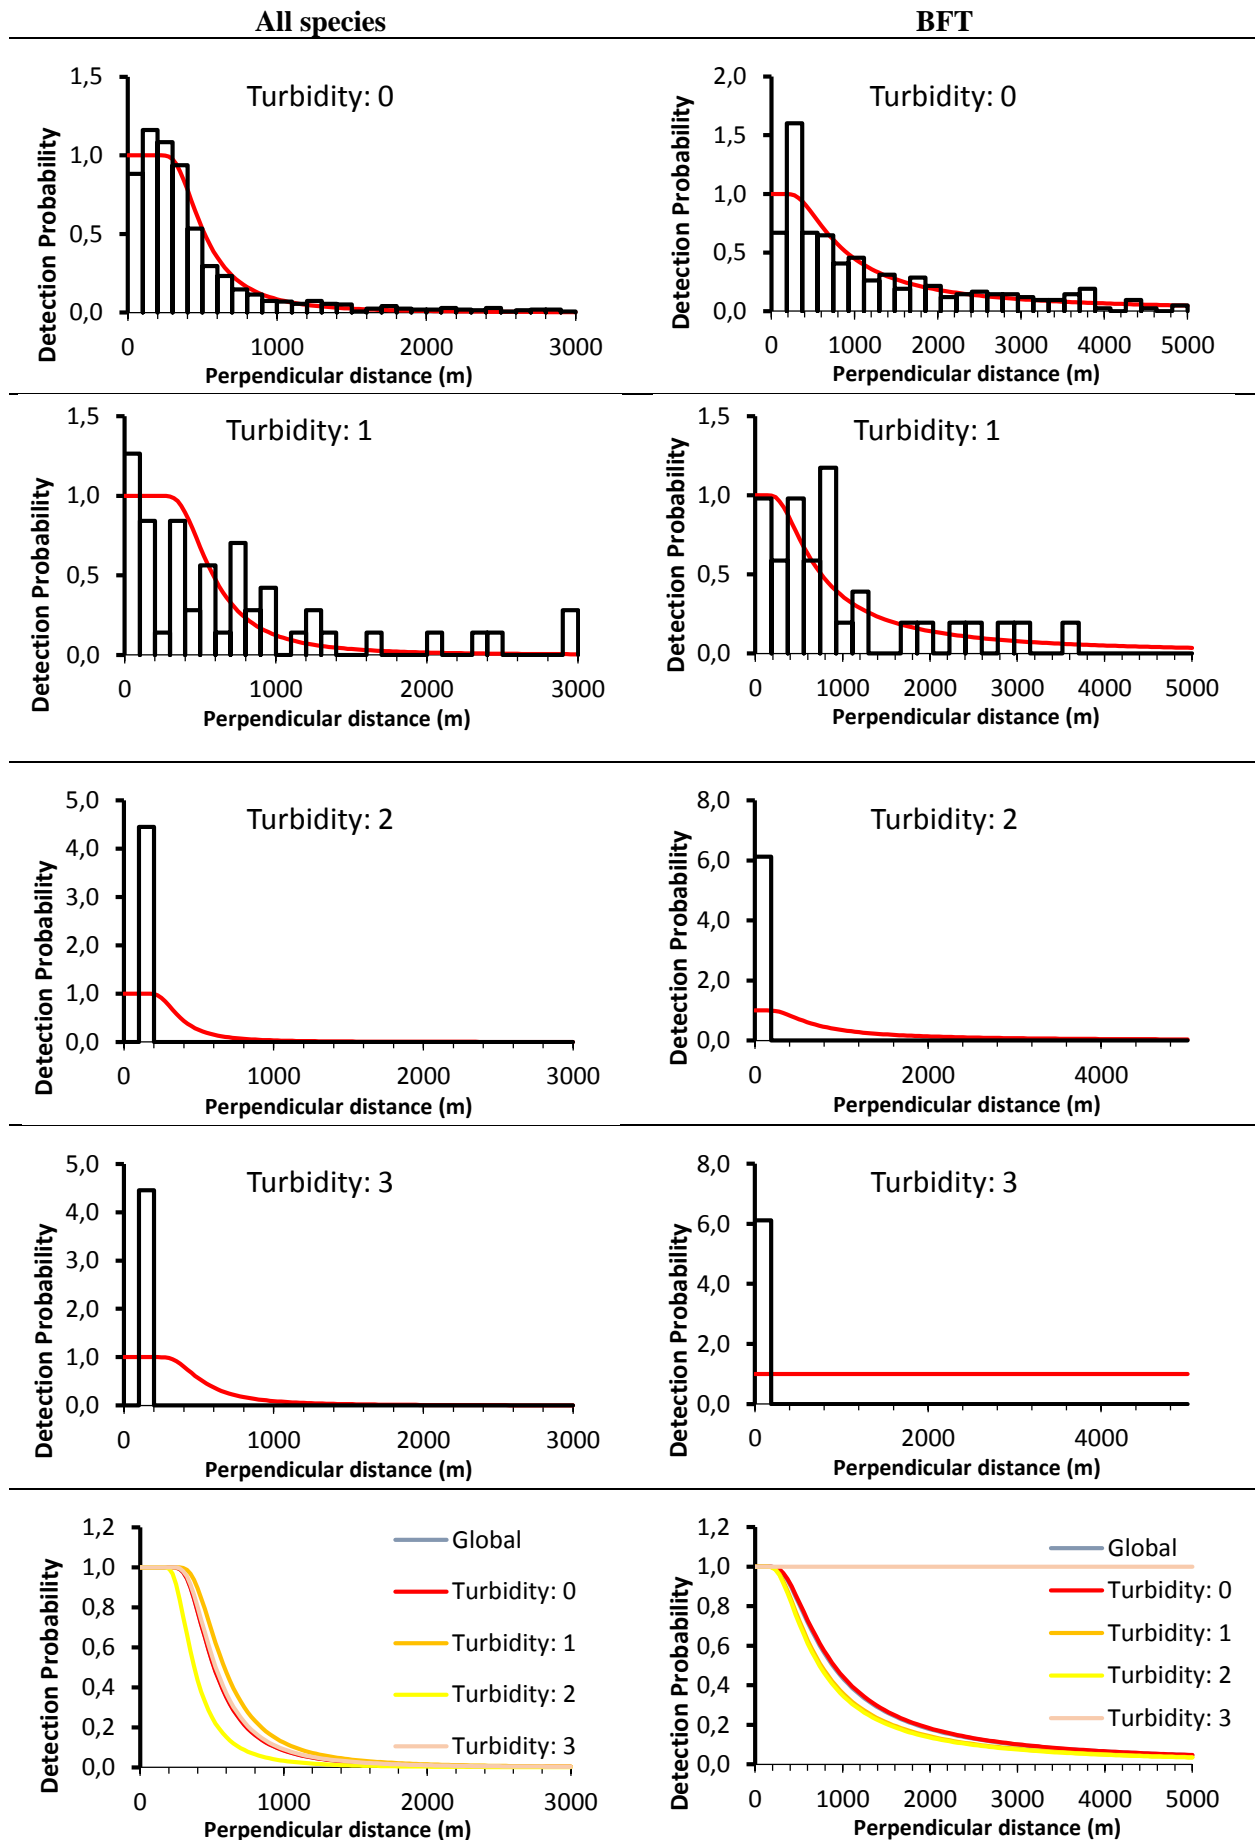 All species
BFT
Turbidity: 0
1,5
1,0
0,5
0,0
Detection Probability
0 1000 2000 3000
Perpendicular distance (m)
Turbidity: 0
2,0
1,5
1,0
0,5
0,0
Detection Probability
0 1000 2000 3000 4000 5000
Perpendicular distance (m)
Turbidity: 1
1,5
1,0
0,5
0,0
Detection Probability
0 1000 2000 3000
Perpendicular distance (m)
Turbidity: 1
1,5
1,0
0,5
0,0
Detection Probability
0 1000 2000 3000 4000 5000
Perpendicular distance (m)
Turbidity: 2
5,0
4,0
3,0
2,0
1,0
0,0
Detection Probability
0 1000 2000 3000
Perpendicular distance (m)
Turbidity: 2
8,0
6,0
4,0
2,0
0,0
Detection Probability
0 2000 4000
Perpendicular distance (m)
Turbidity: 3
5,0
4,0
3,0
2,0
1,0
0,0
Detection Probability
0 1000 2000 3000
Perpendicular distance (m)
Turbidity: 3
8,0
6,0
4,0
2,0
0,0
Detection Probability
0 2000 4000
Perpendicular distance (m)
1,2
1,0
0,8
0,6
0,4
0,2
0,0
Detection Probability
Global
Turbidity: 0
Turbidity: 1
Turbidity: 2
Turbidity: 3
0 1000 2000 3000
Perpendicular distance (m)
1,2
1,0
0,8
0,6
0,4
0,2
0,0
Detection Probability
Global
Turbidity: 0
Turbidity: 1
Turbidity: 2
Turbidity: 3
0 1000 2000 3000 4000 5000
Perpendicular distance (m)